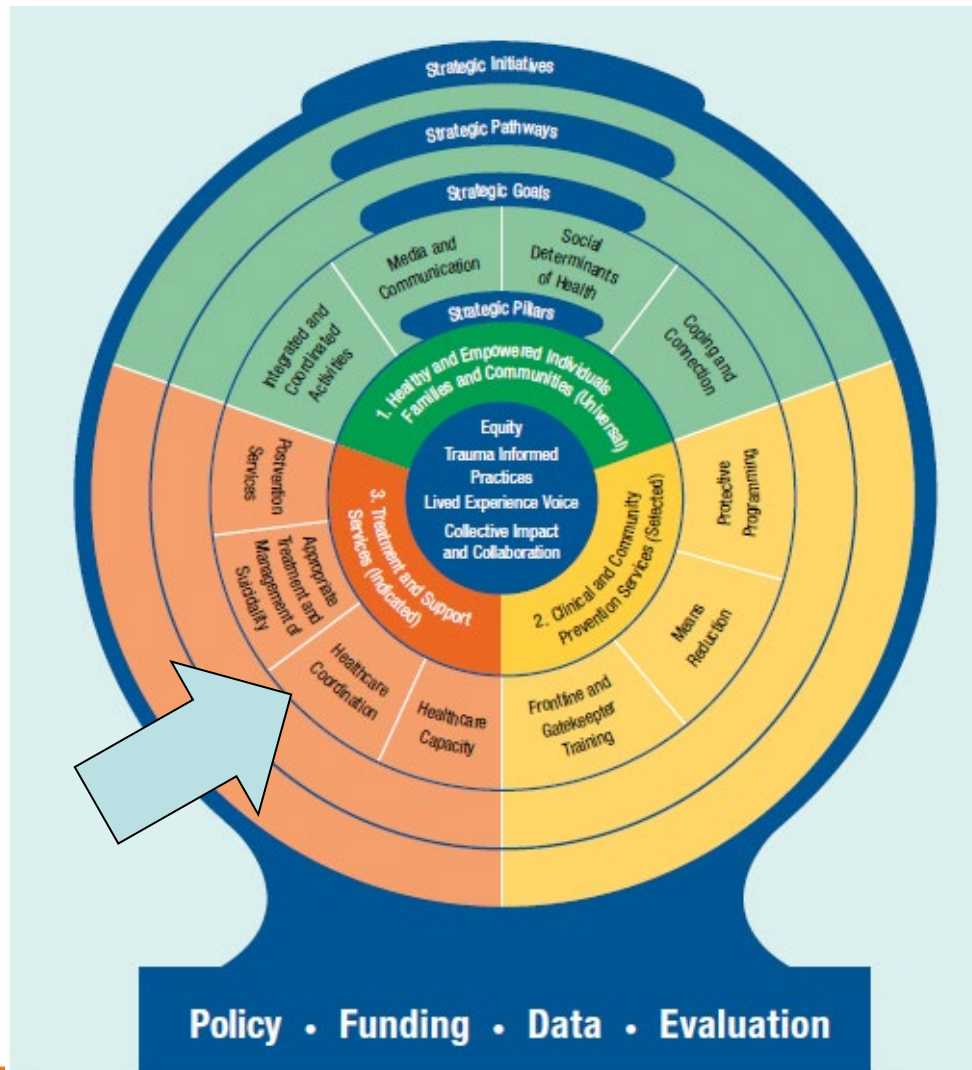 Strategic Initiatives
Strategic Pathways
Strategic Goals
Media and
Communication
Social
Determinants
of Health
Integrated and
Coordinated
Activities
Coping and
Connection
Strategic Pillars
1. Healthy and Empowered Individuals
Families and Communities (Universal)
Equity
Trauma Informed
Practices
Lived Experience Voice
Collective Impact
and Collaboration
Postvention
Services
Appropriate
Treatment and
Management of
Suicidality
Healthcare
Coordination
Healthcare
Capacity
3. Treatment and Support
Services (Indicated)
2. Clinical and Community
Prevention Services (Selected)
Protective
Programming
Means
Reduction
Frontline and
Gatekeeper
Training
Policy • Funding • Data • Evaluation